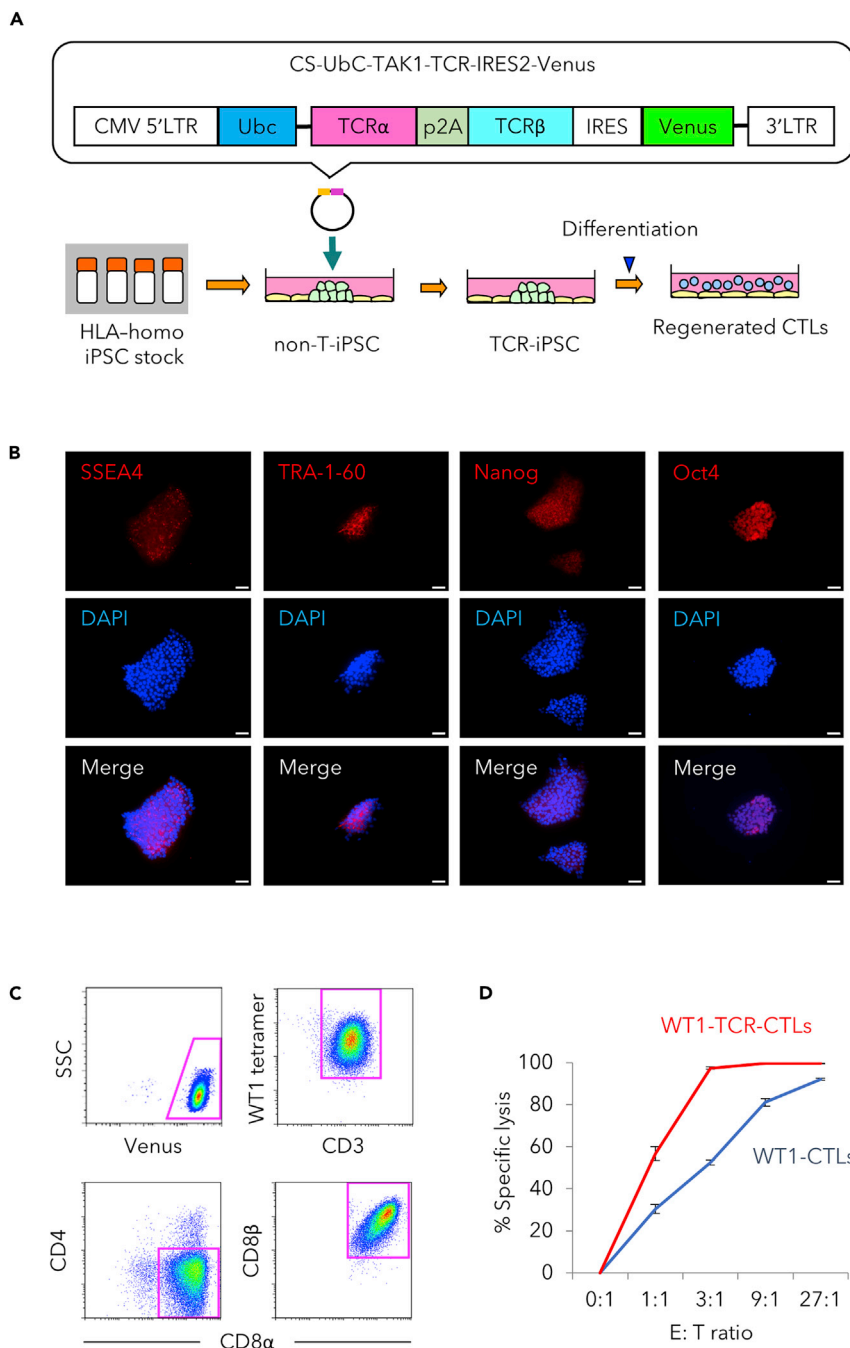 A
CS-UbC-TAK1-TCR-IRES2-Venus
CMV 5'LTR Ubc TCRα p2A TCRβ IRES Venus 3'LTR
Differentiation
HLA-homo
iPSC stock
non-T-iPSC
TCR-iPSC
Regenerated CTLs
B
SSEA4 TRA-1-60 Nanog Oct4
DAPI DAPI DAPI DAPI
Merge Merge Merge Merge
C
SSC
Venus
WT1 tetramer
CD3
CD4
CD8β
CD8α
D
WT1-TCR-CTLs
WT1-CTLs
% Specific lysis
100
80
60
40
20
0
0:1 1:1 3:1 9:1 27:1
E: T ratio